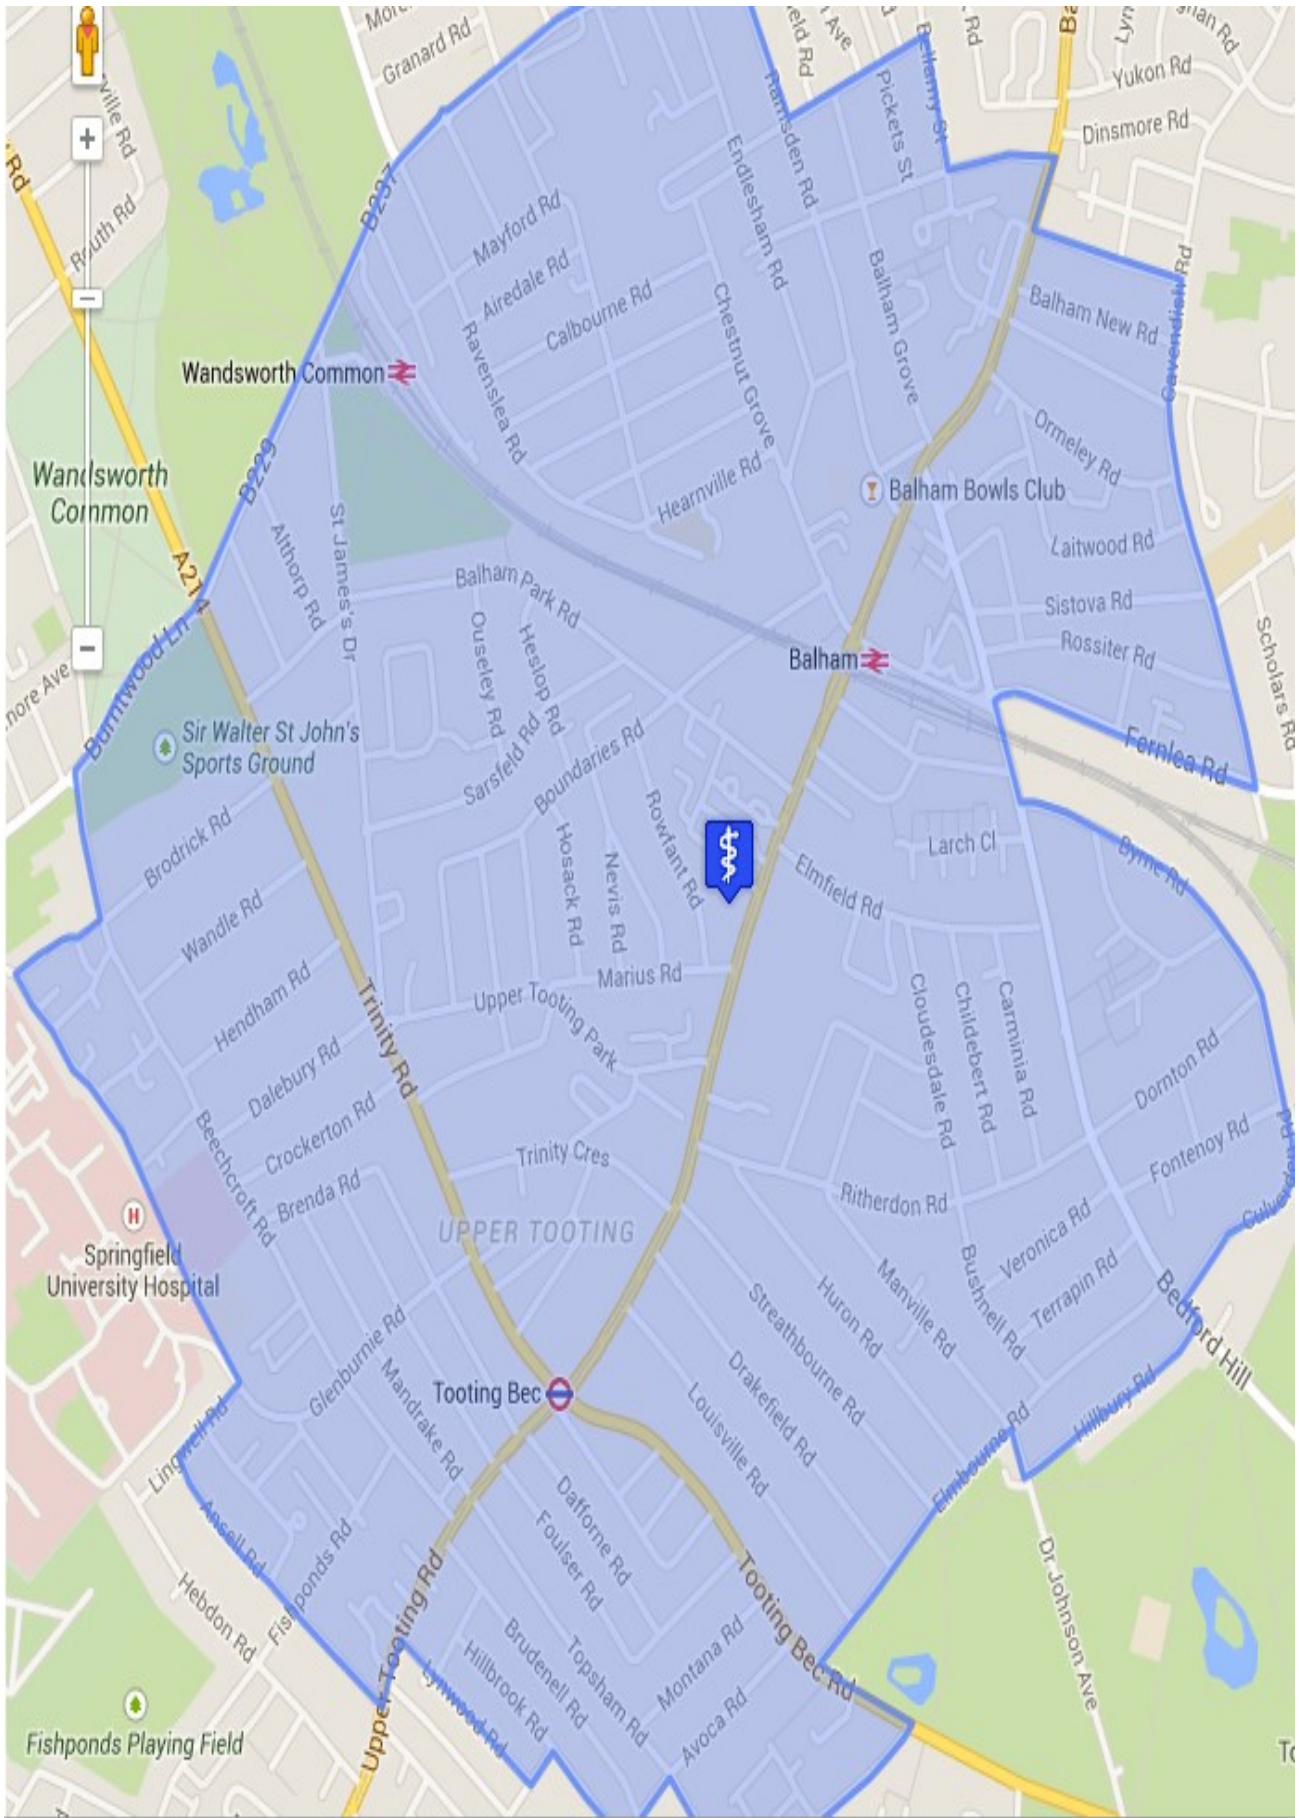 Granard Rd
Yukon Rd
Dinsmore Rd
Bellamy St
Pickets St
Ramsden Rd
Endlesham Rd
B237
Routh Rd
Rd
Mayford Rd
Airedale Rd
Calbourne Rd
Ravenslea Rd
Chestnut Grove
Balham Grove
Balham New Rd
Cavendish Rd
Wandsworth Common
Ormeley Rd
Hearnville Rd
Balham Bowls Club
Wandsworth
Common
B229
A214
Althorp Rd
St James's Dr
Laitwood Rd
Sistova Rd
Rossiter Rd
Scholars Rd
Balham Park Rd
Ouseley Rd
Heslop Rd
Balham
Burntwood Ln
Sir Walter St John's
Sports Ground
Sarsfeld Rd
Boundaries Rd
Fernlea Rd
Brodrick Rd
Rowfant Rd
Larch Cl
Byrne Rd
Hosack Rd
Nevis Rd
Elmfield Rd
Wandle Rd
Marius Rd
Hendham Rd
Trinity Rd
Upper Tooting Park
Cloudesdale Rd
Childebert Rd
Carminia Rd
Dalebury Rd
Crockerton Rd
Beechcroft Rd
Dornton Rd
Fontenoy Rd
Trinity Cres
Brenda Rd
Ritherdon Rd
UPPER TOOTING
Veronica Rd
Terrapin Rd
Springfield
University Hospital
Bushnell Rd
Manville Rd
Huron Rd
Streathbourne Rd
Bedford Hill
Glenburnie Rd
Mandrake Rd
Tooting Bec
Drakefield Rd
Louisville Rd
Hillbury Rd
Elmbourne Rd
Lingwell Rd
Ansell Rd
Fishponds Rd
Hebdon Rd
Dafforne Rd
Foulser Rd
Upper Tooting Rd
Tooting Bec Rd
Dr Johnson Ave
Brudenell Rd
Topsham Rd
Hillbrook Rd
Lynwood Rd
Montana Rd
Avoca Rd
Fishponds Playing Field